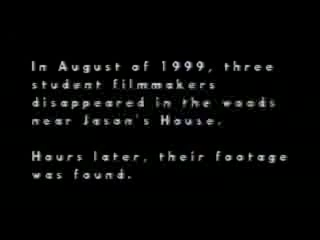 In August of 1999, three
student filmmakers
disappeared in the woods
near Jason's House.
Hours later, their footage
was found.